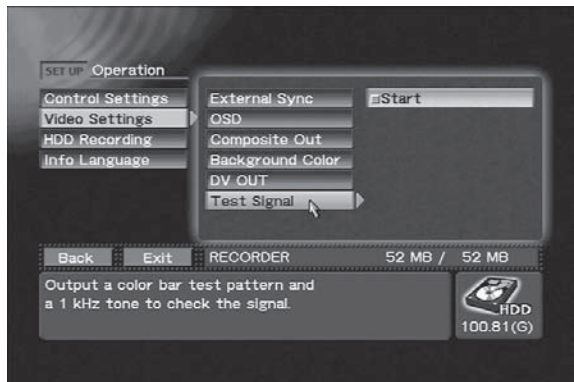 SET UP Operation
Control Settings
Video Settings
HDD Recording
Info Language
External Sync
OSD
Composite Out
Background Color
DV OUT
Test Signal
Start
Back Exit RECORDER 52 MB / 52 MB
Output a color bar test pattern and
a 1 kHz tone to check the signal.
HDD
100.81(G)